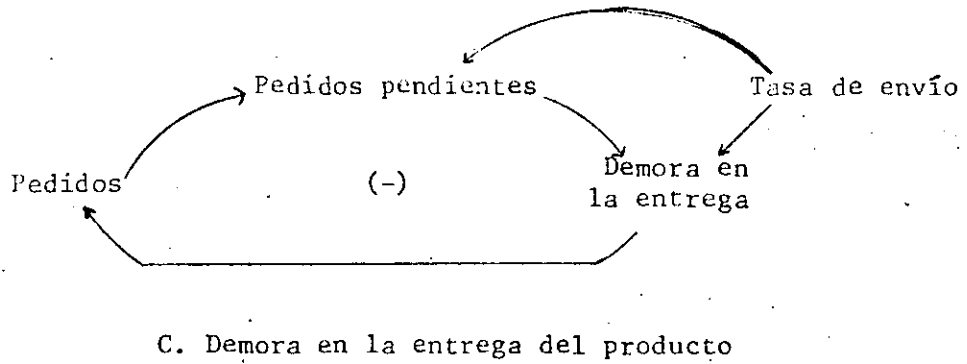 Pedidos pendientes
Tasa de envío
Pedidos
(-)
Demora en
la entrega
C. Demora en la entrega del producto